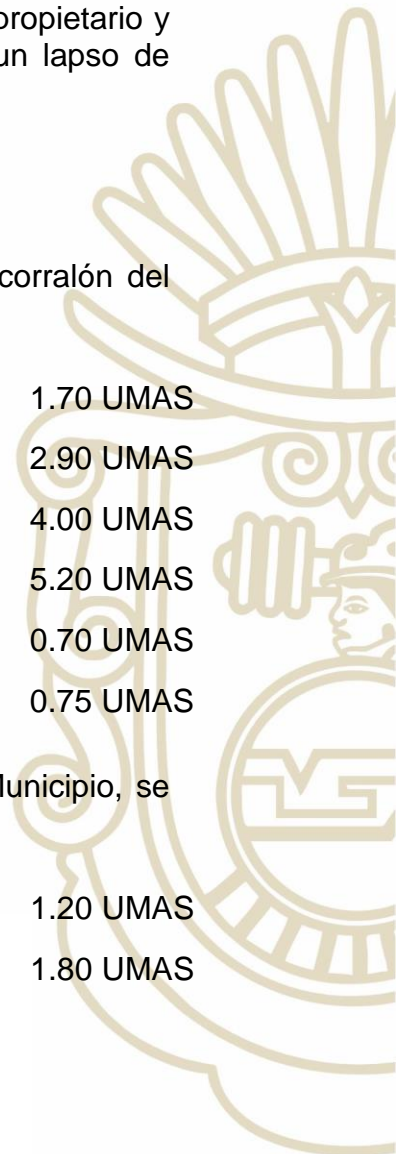 propietario y
un lapso de
corralón del
1.70 UMAS
2.90 UMAS
4.00 UMAS
5.20 UMAS
0.70 UMAS
0.75 UMAS
Municipio, se
1.20 UMAS
1.80 UMAS